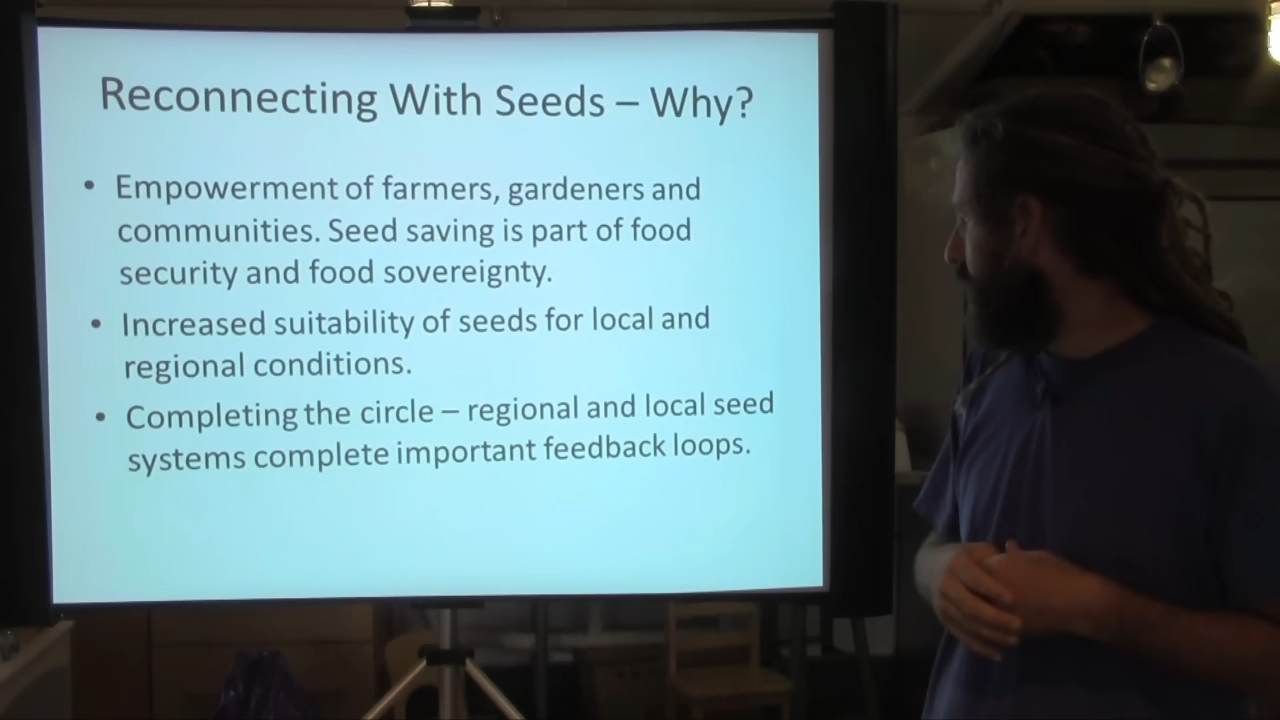 Reconnecting With Seeds – Why?
• Empowerment of farmers, gardeners and
communities. Seed saving is part of food
security and food sovereignty.
• Increased suitability of seeds for local and
regional conditions.
• Completing the circle – regional and local seed
systems complete important feedback loops.